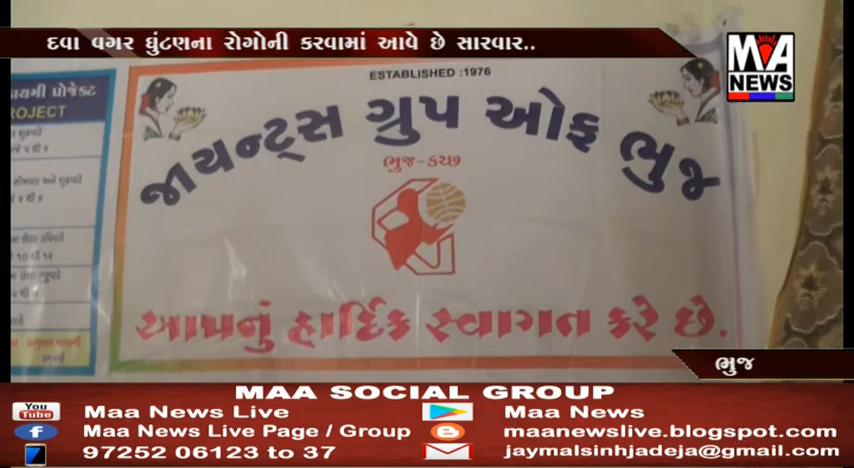 દવા વગર ઘુંટણના રોગોની કરવામાં આવે છે સારવાર..
MAA
NEWS
પ્રોજેક્ટ
ROJECT
ESTABLISHED :1976
જાયન્ટ્સ ગ્રુપ ઓફ ભુજ
ભુજ-કચ્છ
આપનું હાર્દિક સ્વાગત કરે છે.
ભુજ
MAA SOCIAL GROUP
You Tube Maa News Live
Maa News
Maa News Live Page / Group
maanewslive.blogspot.com
97252 06123 to 37
jaymalsinhjadeja@gmail.com